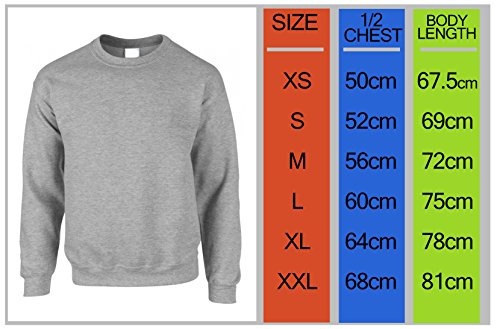 SIZE 1/2 CHEST BODY LENGTH
XS 50cm 67.5cm
S 52cm 69cm
M 56cm 72cm
L 60cm 75cm
XL 64cm 78cm
XXL 68cm 81cm